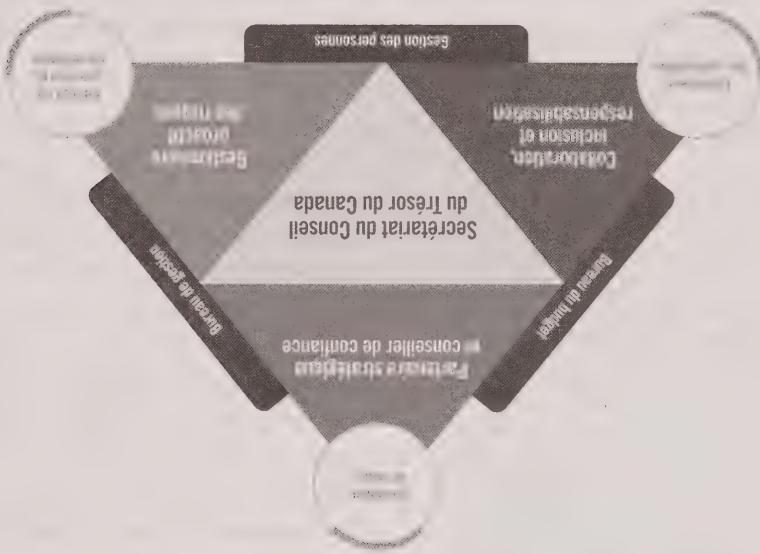 Partenaire stratégique
et conseiller de confiance
Bureau du budget
Bureau de gestion
Secrétariat du Conseil
du Trésor du Canada
Collaboration,
inclusion et
responsabilisation
Gestionnaire
proactif
des risques
Gestion des personnes